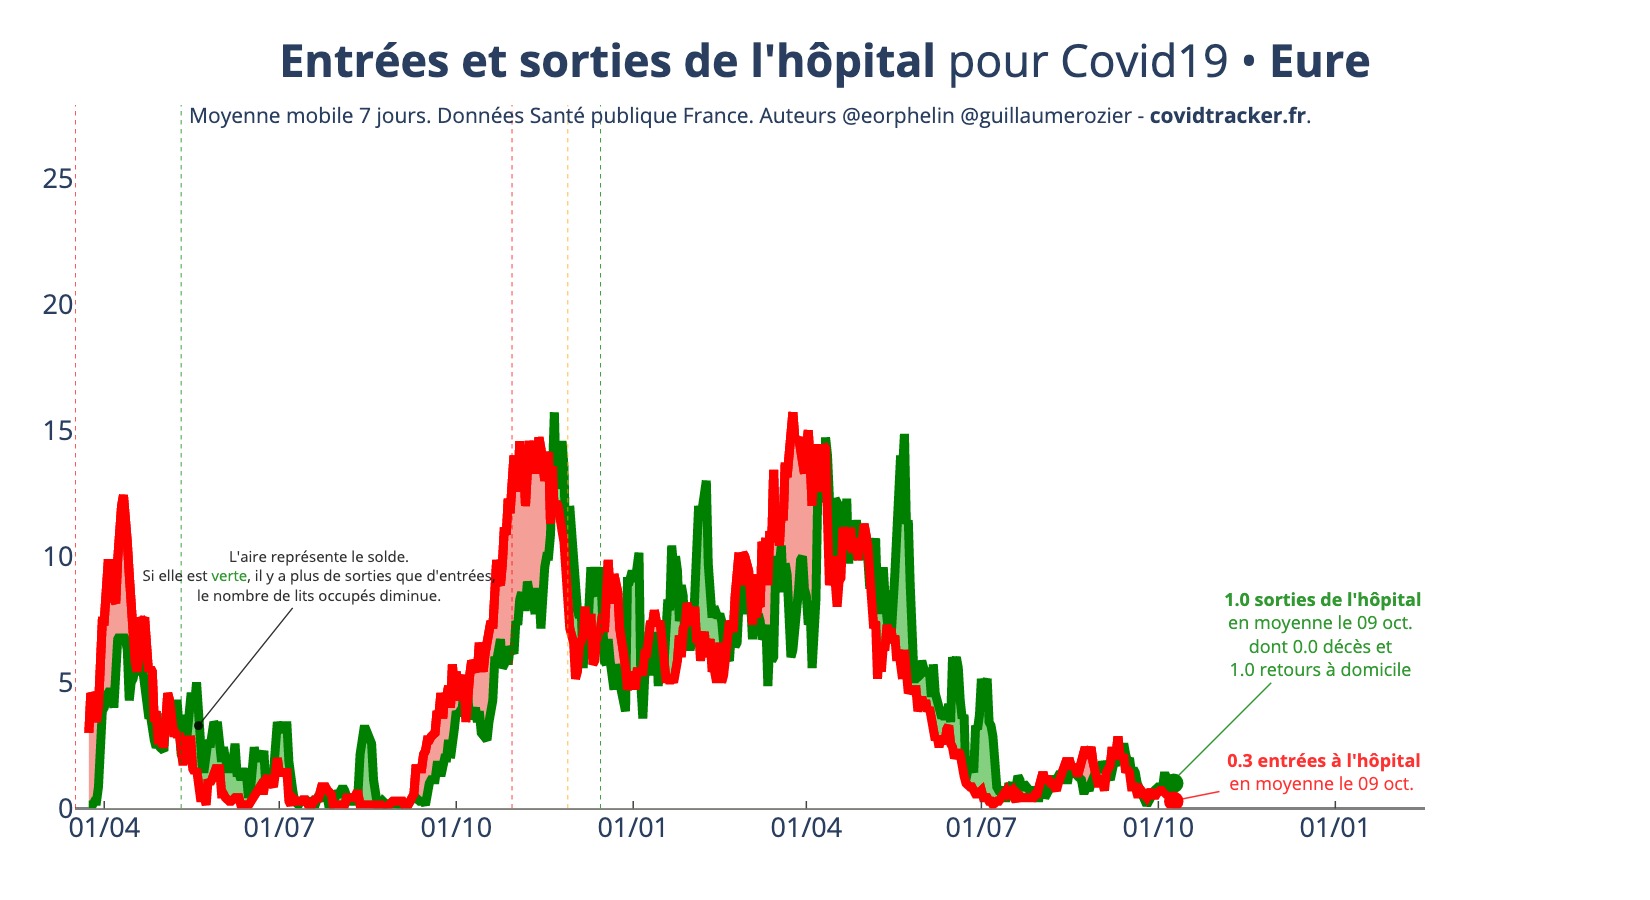 Entrées et sorties de l'hôpital pour Covid19 • Eure
Moyenne mobile 7 jours. Données Santé publique France. Auteurs @eorphelin @guillaumerozier - covidtracker.fr.
25
20
15
10
5
0
L'aire représente le solde.
Si elle est verte, il y a plus de sorties que d'entrées,
le nombre de lits occupés diminue.
1.0 sorties de l'hôpital
en moyenne le 09 oct.
dont 0.0 décès et
1.0 retours à domicile
0.3 entrées à l'hôpital
en moyenne le 09 oct.
01/04 01/07 01/10 01/01 01/04 01/07 01/10 01/01